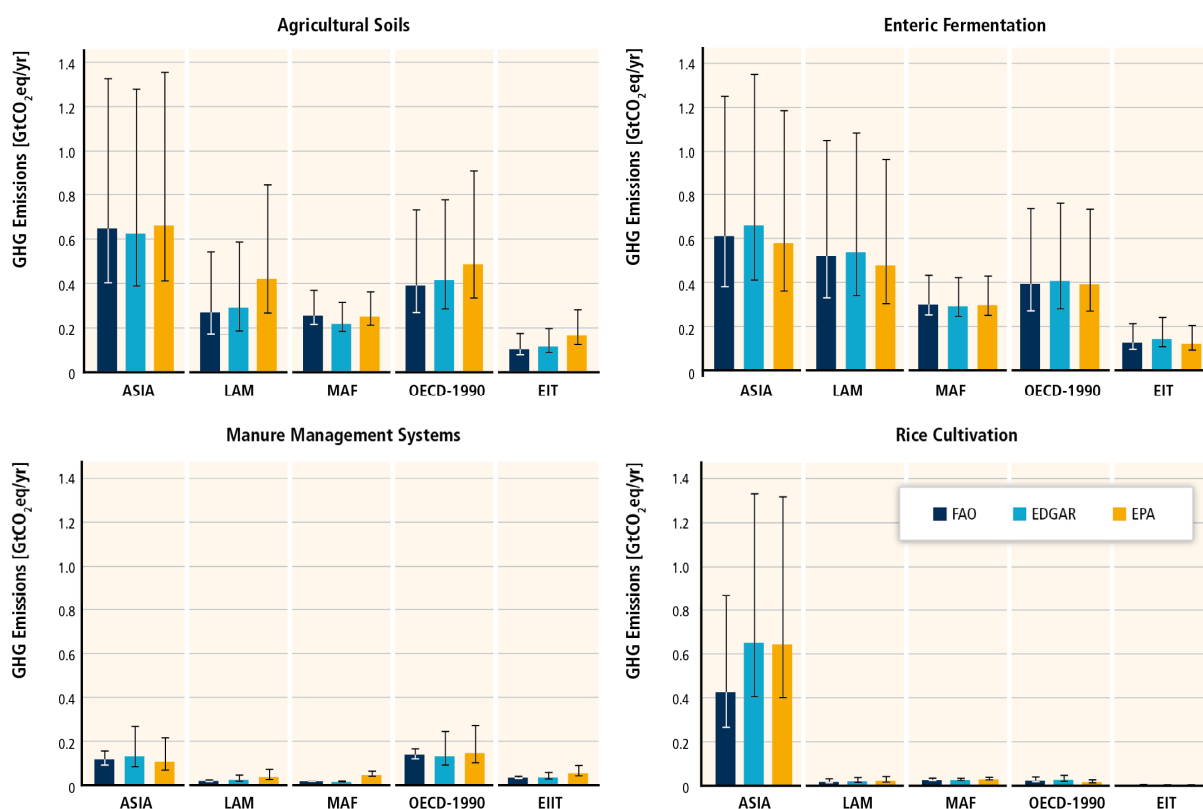 Agricultural Soils
GHG Emissions [GtCO₂eq/yr]
1.4
1.2
1.0
0.8
0.6
0.4
0.2
0
ASIA LAM MAF OECD-1990 EIT
Enteric Fermentation
GHG Emissions [GtCO₂eq/yr]
1.4
1.2
1.0
0.8
0.6
0.4
0.2
0
ASIA LAM MAF OECD-1990 EIT
Manure Management Systems
GHG Emissions [GtCO₂eq/yr]
1.4
1.2
1.0
0.8
0.6
0.4
0.2
0
ASIA LAM MAF OECD-1990 EIIT
Rice Cultivation
GHG Emissions [GtCO₂eq/yr]
1.4
1.2
1.0
0.8
0.6
0.4
0.2
0
FAO EDGAR EPA
ASIA LAM MAF OECD-1990 EIT